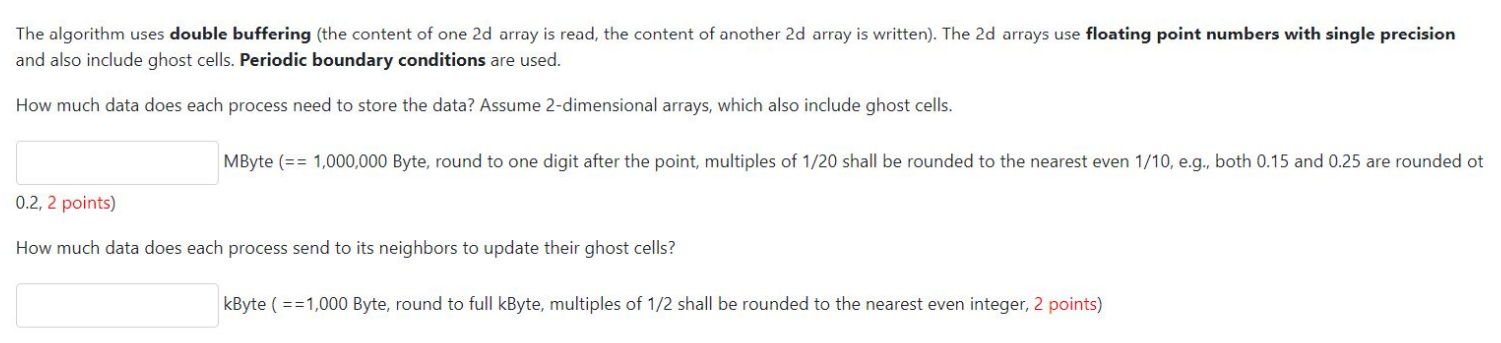 The algorithm uses double buffering (the content of one 2d array is read, the content of another 2d array is written). The 2d arrays use floating point numbers with single precision
and also include ghost cells. Periodic boundary conditions are used.
How much data does each process need to store the data? Assume 2-dimensional arrays, which also include ghost cells.
MByte (== 1,000,000 Byte, round to one digit after the point, multiples of 1/20 shall be rounded to the nearest even 1/10, e.g., both 0.15 and 0.25 are rounded ot
0.2, 2 points)
How much data does each process send to its neighbors to update their ghost cells?
kByte ( ==1,000 Byte, round to full kByte, multiples of 1/2 shall be rounded to the nearest even integer, 2 points)